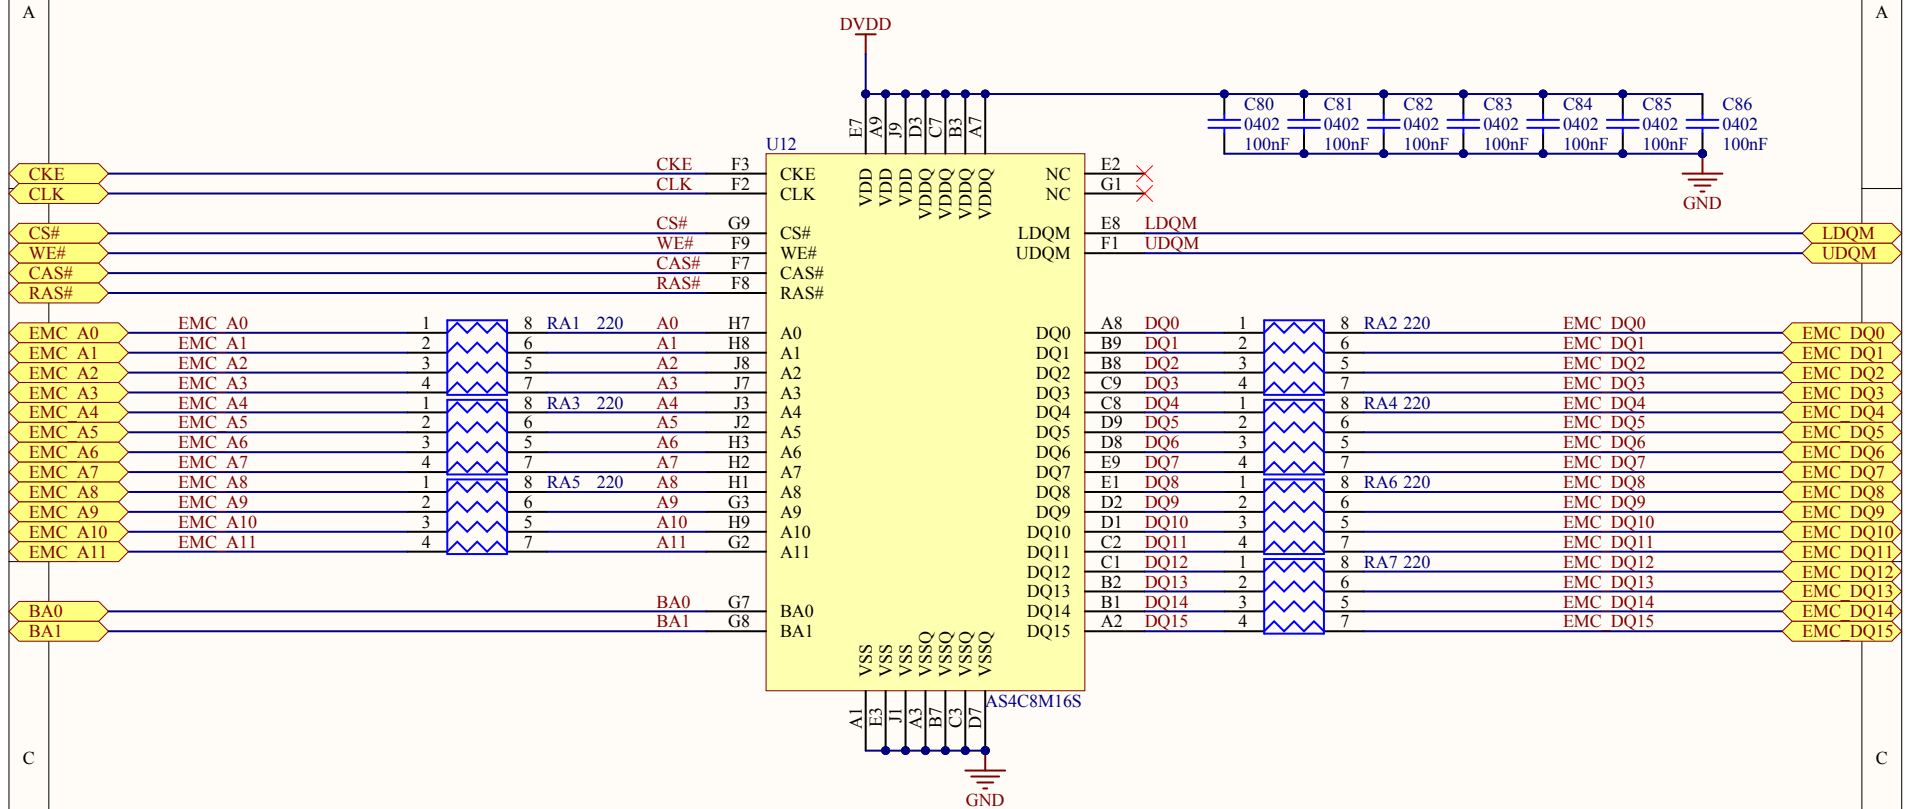 A A
DVDD
E7 A9 J9 D3 C7 B3 A7
C80 C81 C82 C83 C84 C85 C86
0402 0402 0402 0402 0402 0402 0402
100nF 100nF 100nF 100nF 100nF 100nF 100nF
GND
U12
VDD VDD VDD VDDQ VDDQ VDDQ VDDQ
CKE CKE F3 CKE NC E2
CLK CLK F2 CLK NC G1
CS# CS# G9 CS# LDQM E8 LDQM LDQM
WE# WE# F9 WE# UDQM F1 UDQM UDQM
CAS# CAS# F7 CAS#
RAS# RAS# F8 RAS#
EMC_A0 EMC_A0 1 8 RA1 220 A0 H7 A0 DQ0 A8 DQ0 1 8 RA2 220 EMC_DQ0 EMC_DQ0
EMC_A1 EMC_A1 2 6 A1 H8 A1 DQ1 B9 DQ1 2 6 EMC_DQ1 EMC_DQ1
EMC_A2 EMC_A2 3 5 A2 J8 A2 DQ2 B8 DQ2 3 5 EMC_DQ2 EMC_DQ2
EMC_A3 EMC_A3 4 7 A3 J7 A3 DQ3 C9 DQ3 4 7 EMC_DQ3 EMC_DQ3
EMC_A4 EMC_A4 1 8 RA3 220 A4 J3 A4 DQ4 C8 DQ4 1 8 RA4 220 EMC_DQ4 EMC_DQ4
EMC_A5 EMC_A5 2 6 A5 J2 A5 DQ5 D9 DQ5 2 6 EMC_DQ5 EMC_DQ5
EMC_A6 EMC_A6 3 5 A6 H3 A6 DQ6 D8 DQ6 3 5 EMC_DQ6 EMC_DQ6
EMC_A7 EMC_A7 4 7 A7 H2 A7 DQ7 E9 DQ7 4 7 EMC_DQ7 EMC_DQ7
EMC_A8 EMC_A8 1 8 RA5 220 A8 H1 A8 DQ8 E1 DQ8 1 8 RA6 220 EMC_DQ8 EMC_DQ8
EMC_A9 EMC_A9 2 6 A9 G3 A9 DQ9 D2 DQ9 2 6 EMC_DQ9 EMC_DQ9
EMC_A10 EMC_A10 3 5 A10 H9 A10 DQ10 D1 DQ10 3 5 EMC_DQ10 EMC_DQ10
EMC_A11 EMC_A11 4 7 A11 G2 A11 DQ11 C2 DQ11 4 7 EMC_DQ11 EMC_DQ11
DQ12 C1 DQ12 1 8 RA7 220 EMC_DQ12 EMC_DQ12
DQ13 B2 DQ13 2 6 EMC_DQ13 EMC_DQ13
BA0 BA0 G7 BA0 DQ14 B1 DQ14 3 5 EMC_DQ14 EMC_DQ14
BA1 BA1 G8 BA1 DQ15 A2 DQ15 4 7 EMC_DQ15 EMC_DQ15
VSS VSS VSS VSSQ VSSQ VSSQ VSSQ
AS4C8M16S
A1 E3 J1 A3 B7 C3 D7
C C
GND